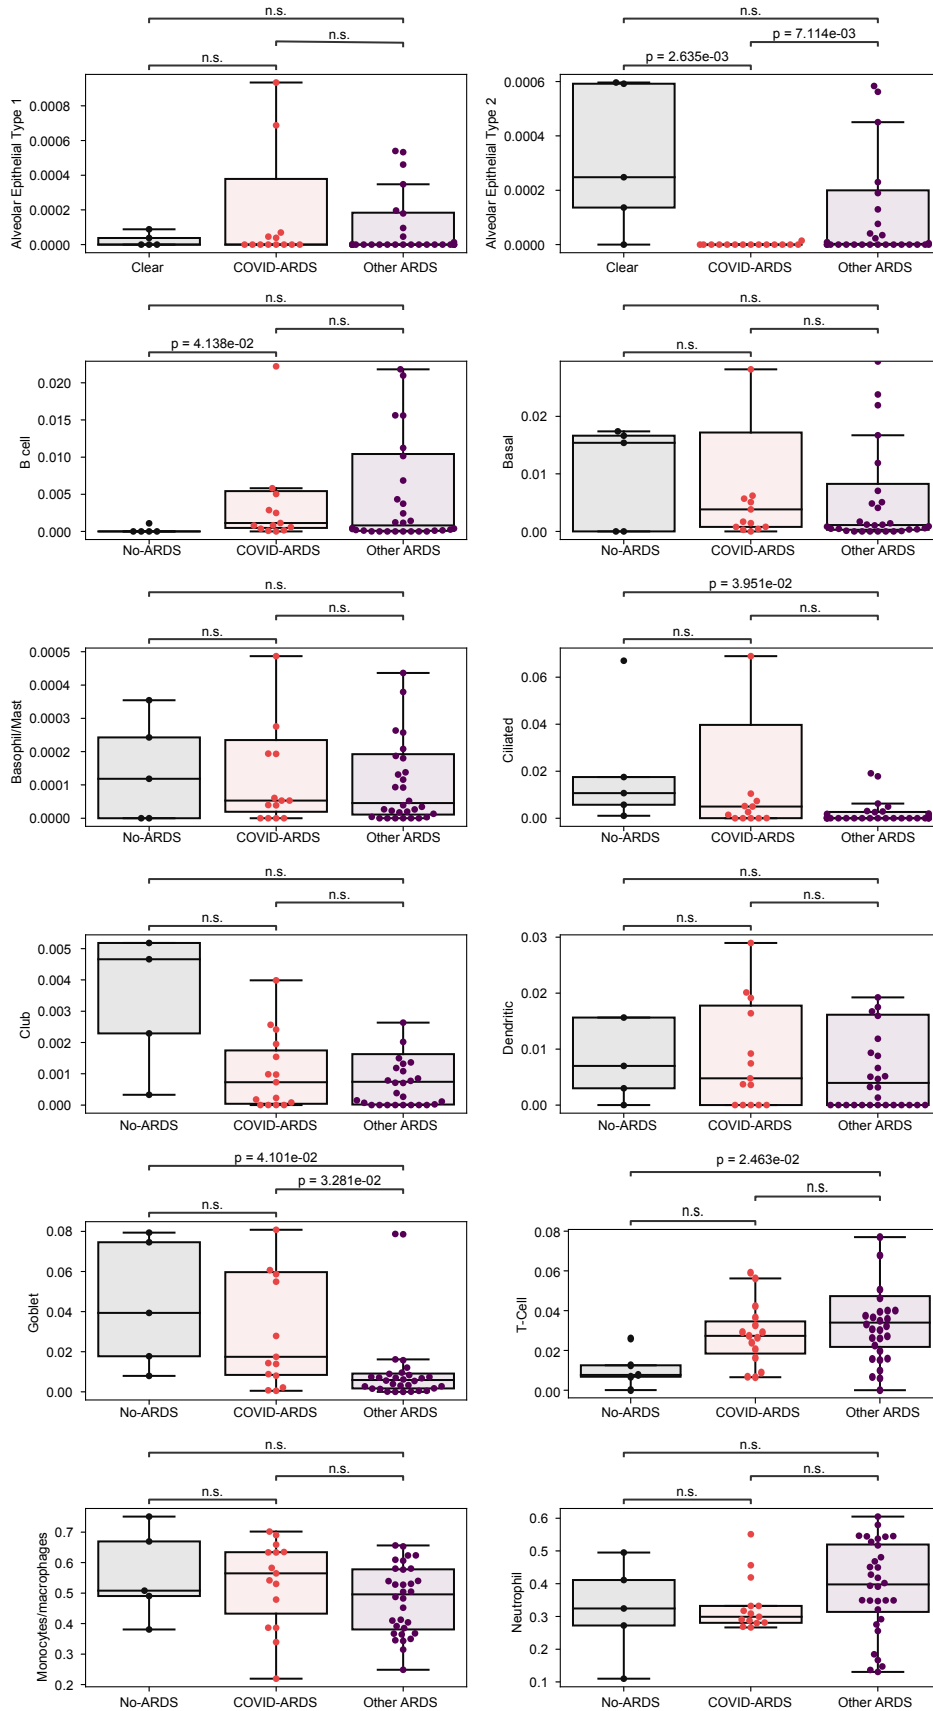 n.s.
n.s.
n.s.
Alveolar Epithelial Type 1
0.0008
0.0006
0.0004
0.0002
0.0000
Clear COVID-ARDS Other ARDS
n.s.
p = 7.114e-03
p = 2.635e-03
Alveolar Epithelial Type 2
0.0006
0.0004
0.0002
0.0000
Clear COVID-ARDS Other ARDS
n.s.
n.s.
p = 4.138e-02
B cell
0.020
0.015
0.010
0.005
0.000
No-ARDS COVID-ARDS Other ARDS
n.s.
n.s.
n.s.
Basal
0.02
0.01
0.00
No-ARDS COVID-ARDS Other ARDS
n.s.
n.s.
n.s.
Basophil/Mast
0.0005
0.0004
0.0003
0.0002
0.0001
0.0000
No-ARDS COVID-ARDS Other ARDS
p = 3.951e-02
n.s.
n.s.
Ciliated
0.06
0.04
0.02
0.00
No-ARDS COVID-ARDS Other ARDS
n.s.
n.s.
n.s.
Club
0.005
0.004
0.003
0.002
0.001
0.000
No-ARDS COVID-ARDS Other ARDS
n.s.
n.s.
n.s.
Dendritic
0.03
0.02
0.01
0.00
No-ARDS COVID-ARDS Other ARDS
p = 4.101e-02
p = 3.281e-02
n.s.
Goblet
0.08
0.06
0.04
0.02
0.00
No-ARDS COVID-ARDS Other ARDS
p = 2.463e-02
n.s.
n.s.
T-Cell
0.08
0.06
0.04
0.02
0.00
No-ARDS COVID-ARDS Other ARDS
n.s.
n.s.
n.s.
Monocytes/macrophages
0.7
0.6
0.5
0.4
0.3
0.2
No-ARDS COVID-ARDS Other ARDS
n.s.
n.s.
n.s.
Neutrophil
0.6
0.5
0.4
0.3
0.2
0.1
No-ARDS COVID-ARDS Other ARDS